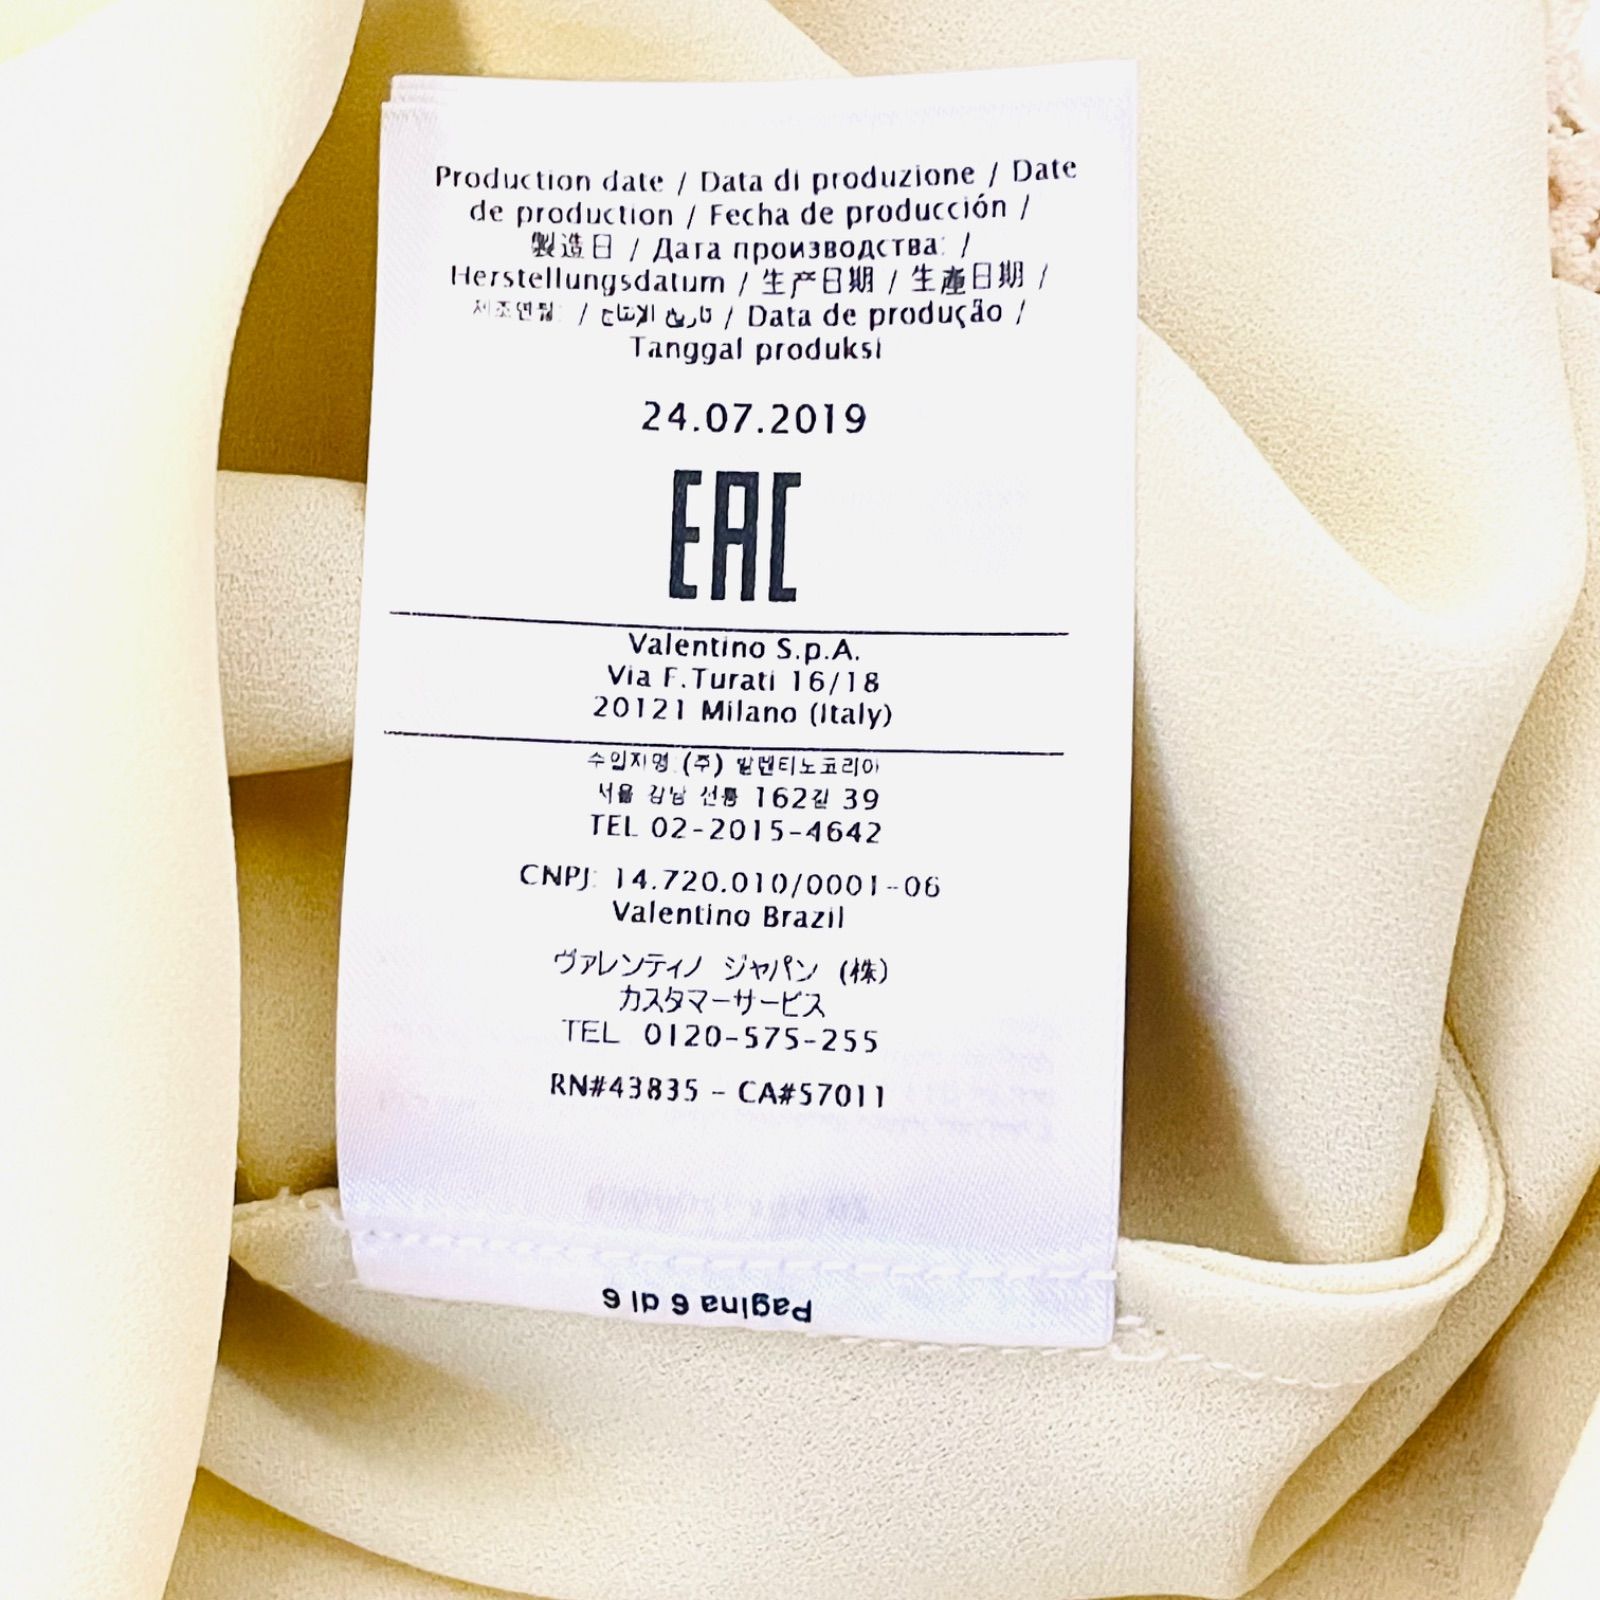 Production date / Data di produzione / Date
de production / Fecha de producción /
製造日 / Дата производства: /
Herstellungsdatum / 生产日期 / 生產日期 /
제조연월: / تاريخ الإنتاج / Data de produção /
Tanggal produksi
24.07.2019
EAC
Valentino S.p.A.
Via F.Turati 16/18
20121 Milano (Italy)
수입자명:(주) 발렌티노코리아
서울 강남 선릉 162길 39
TEL 02-2015-4642
CNPJ: 14.720.010/0001-06
Valentino Brazil
ヴァレンティノ ジャパン (株)
カスタマーサービス
TEL 0120-575-255
RN#43835 - CA#57011
Pagina 6 di 6